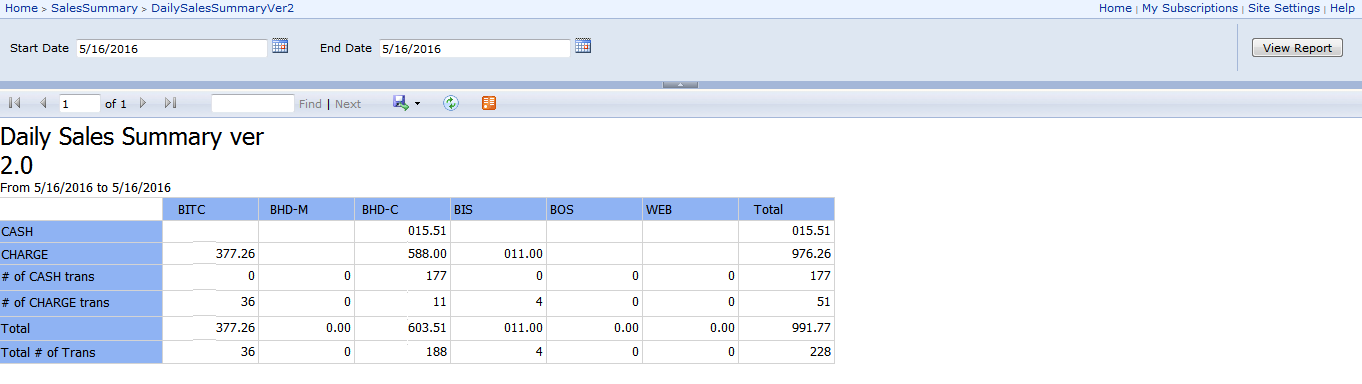 Home > SalesSummary > DailySalesSummaryVer2 Home | My Subscriptions | Site Settings | Help
Start Date 5/16/2016 End Date 5/16/2016 View Report
1 of 1 Find | Next
Daily Sales Summary ver
2.0
From 5/16/2016 to 5/16/2016
BITC BHD-M BHD-C BIS BOS WEB Total
CASH 015.51 015.51
CHARGE 377.26 588.00 011.00 976.26
# of CASH trans 0 0 177 0 0 0 177
# of CHARGE trans 36 0 11 4 0 0 51
Total 377.26 0.00 603.51 011.00 0.00 0.00 991.77
Total # of Trans 36 0 188 4 0 0 228